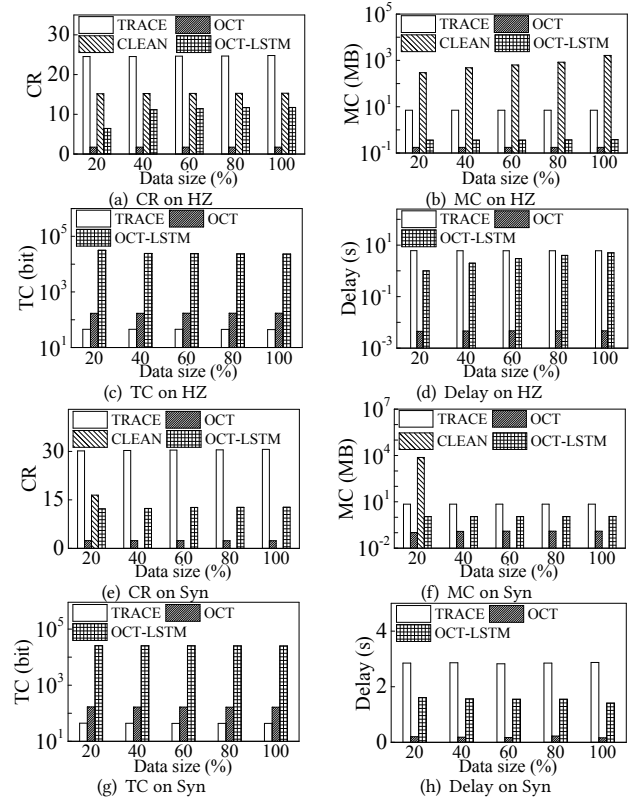 TRACE OCT
CLEAN OCT-LSTM
CR
30
20
10
0
20 40 60 80 100
Data size (%)
(a) CR on HZ
TRACE OCT
CLEAN OCT-LSTM
MC (MB)
10^5
10^3
10^1
10^-1
20 40 60 80 100
Data size (%)
(b) MC on HZ
TRACE OCT
OCT-LSTM
TC (bit)
10^5
10^3
10^1
20 40 60 80 100
Data size (%)
(c) TC on HZ
TRACE OCT
OCT-LSTM
Delay (s)
10^1
10^-1
10^-3
20 40 60 80 100
Data size (%)
(d) Delay on HZ
TRACE OCT
CLEAN OCT-LSTM
CR
30
15
0
20 40 60 80 100
Data size (%)
(e) CR on Syn
TRACE OCT
CLEAN OCT-LSTM
MC (MB)
10^7
10^4
10^1
10^-2
20 40 60 80 100
Data size (%)
(f) MC on Syn
TRACE OCT
OCT-LSTM
TC (bit)
10^5
10^3
10^1
20 40 60 80 100
Data size (%)
(g) TC on Syn
TRACE OCT
OCT-LSTM
Delay (s)
4
2
0
20 40 60 80 100
Data size (%)
(h) Delay on Syn